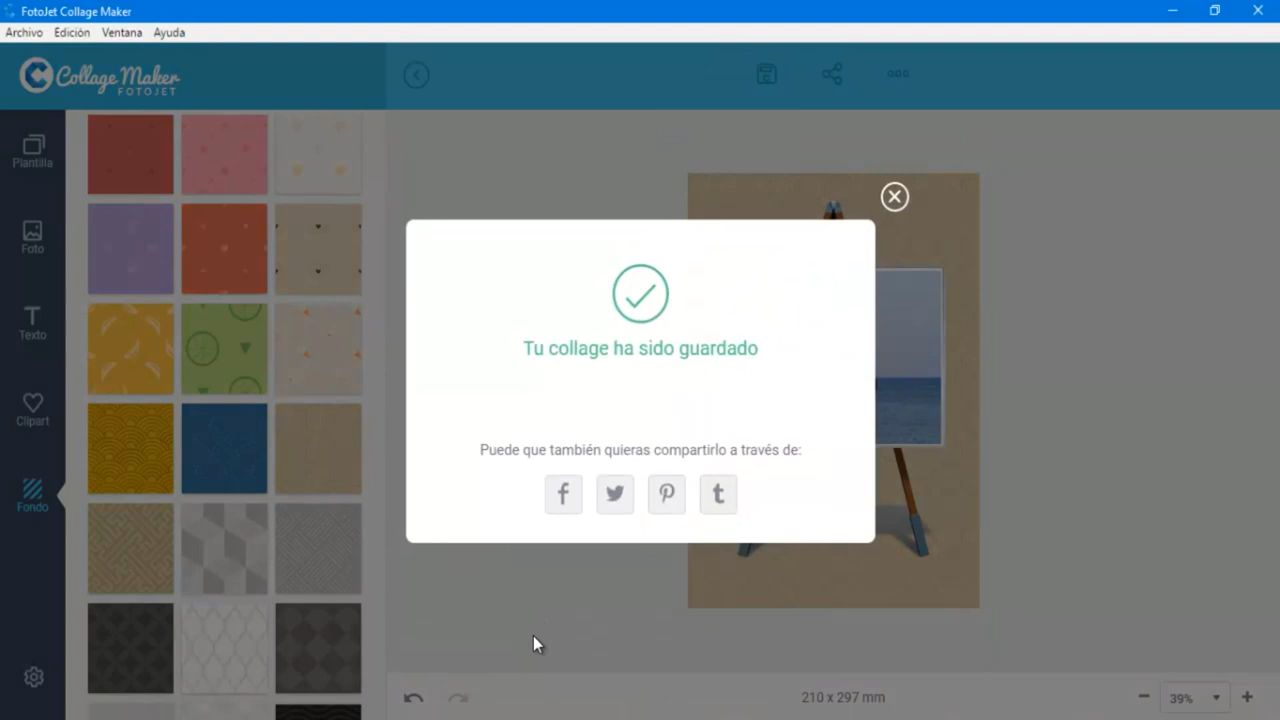 FotoJet Collage Maker
Archivo Edición Ventana Ayuda
Collage Maker
FOTOJET
Plantilla
Foto
Texto
Clipart
Fondo
Tu collage ha sido guardado
Puede que también quieras compartirlo a través de:
210 x 297 mm
39%